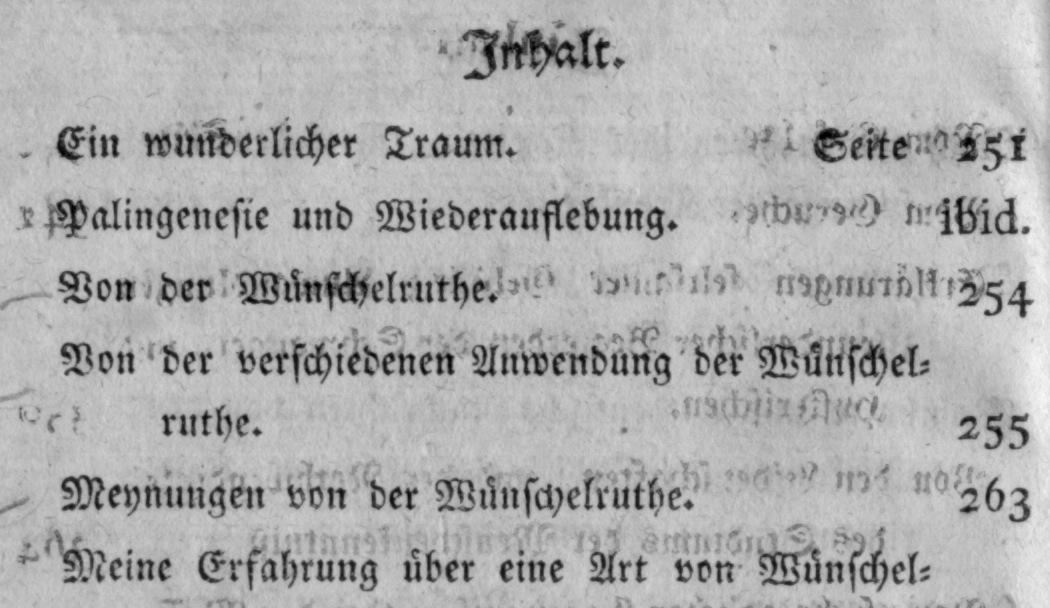 Inhalt.
Ein wunderlicher Traum. Seite 251
Palingenesie und Wiederauflebung. ibid.
Von der Wünschelruthe. 254
Von der verschiedenen Anwendung der Wünschel=
ruthe. 255
Meynungen von der Wünschelruthe. 263
Meine Erfahrung über eine Art von Wünschel=